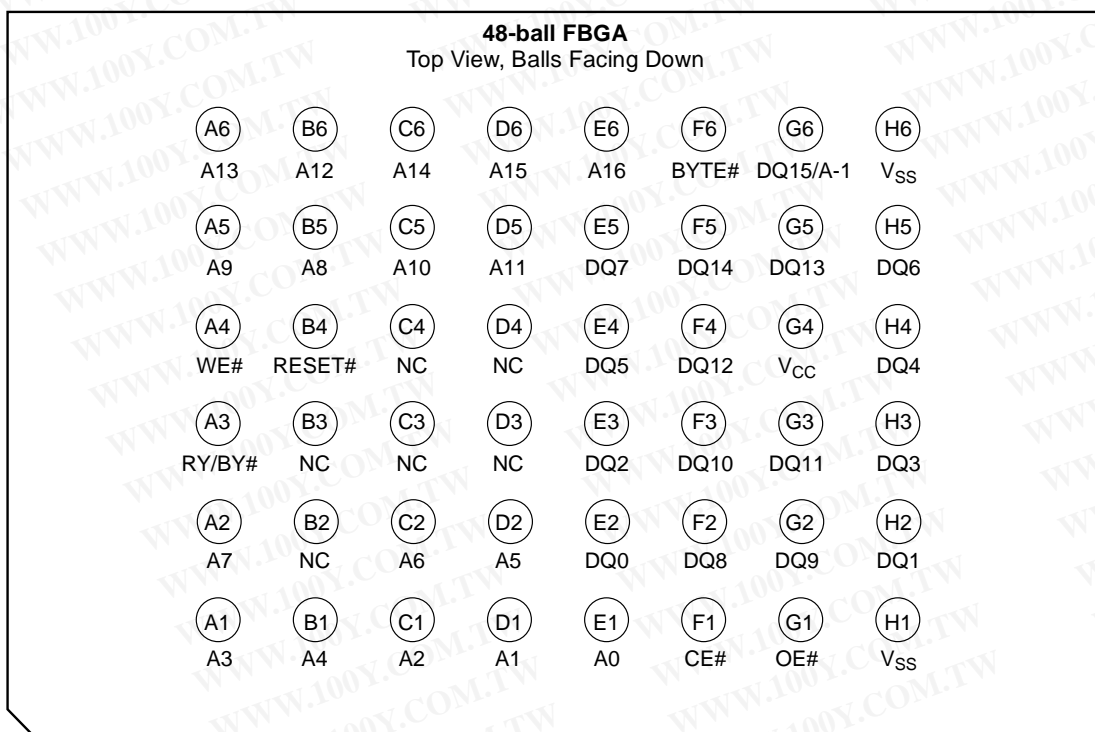 48-ball FBGA
Top View, Balls Facing Down
A6 B6 C6 D6 E6 F6 G6 H6
A13 A12 A14 A15 A16 BYTE# DQ15/A-1 VSS
A5 B5 C5 D5 E5 F5 G5 H5
A9 A8 A10 A11 DQ7 DQ14 DQ13 DQ6
A4 B4 C4 D4 E4 F4 G4 H4
WE# RESET# NC NC DQ5 DQ12 VCC DQ4
A3 B3 C3 D3 E3 F3 G3 H3
RY/BY# NC NC NC DQ2 DQ10 DQ11 DQ3
A2 B2 C2 D2 E2 F2 G2 H2
A7 NC A6 A5 DQ0 DQ8 DQ9 DQ1
A1 B1 C1 D1 E1 F1 G1 H1
A3 A4 A2 A1 A0 CE# OE# VSS
WWW.100Y.COM.TW